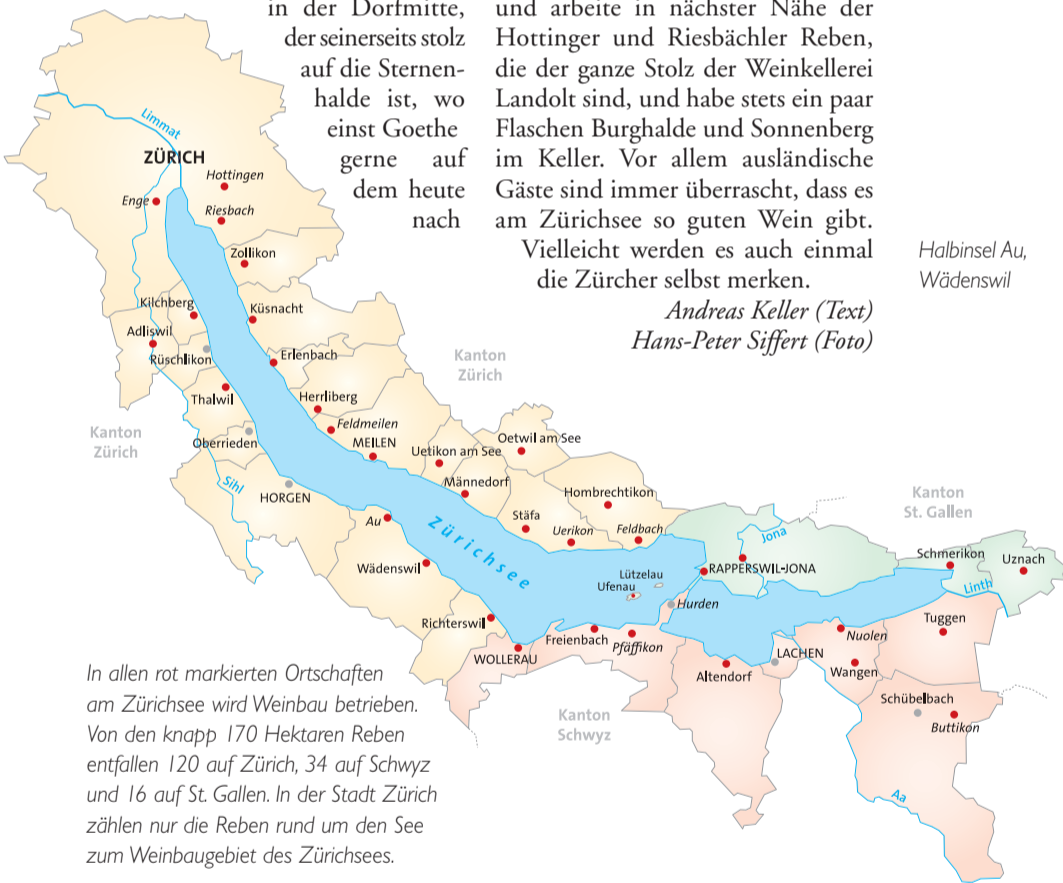 in der Dorfmitte,
der seinerseits stolz
auf die Sternen-
halde ist, wo
einst Goethe
gerne auf
dem heute
nach
und arbeite in nächster Nähe der
Hottinger und Riesbächler Reben,
die der ganze Stolz der Weinkellerei
Landolt sind, und habe stets ein paar
Flaschen Burghalde und Sonnenberg
im Keller. Vor allem ausländische
Gäste sind immer überrascht, dass es
am Zürichsee so guten Wein gibt.
Vielleicht werden es auch einmal
die Zürcher selbst merken.
Andreas Keller (Text)
Hans-Peter Siffert (Foto)
Halbinsel Au,
Wädenswil
Limmat
ZÜRICH
Hottingen
Enge
Riesbach
Zollikon
Kilchberg
Küsnacht
Adliswil
Rüschlikon
Erlenbach
Kanton
Zürich
Thalwil
Herrliberg
Feldmeilen
Kanton
Zürich
Oberrieden
MEILEN
Oetwil am See
Uetikon am See
Männedorf
Sihl
HORGEN
Hombrechtikon
Kanton
St. Gallen
Au
Zürichsee
Stäfa
Uerikon
Feldbach
Jona
Wädenswil
Lützelau
Ufenau
RAPPERSWIL-JONA
Schmerikon
Uznach
Linth
Hurden
Richterswil
Freienbach
Pfäffikon
Nuolen
Tuggen
WOLLERAU
LACHEN
Altendorf
Wangen
Schübelbach
Buttikon
Kanton
Schwyz
Aa
In allen rot markierten Ortschaften
am Zürichsee wird Weinbau betrieben.
Von den knapp 170 Hektaren Reben
entfallen 120 auf Zürich, 34 auf Schwyz
und 16 auf St. Gallen. In der Stadt Zürich
zählen nur die Reben rund um den See
zum Weinbaugebiet des Zürichsees.